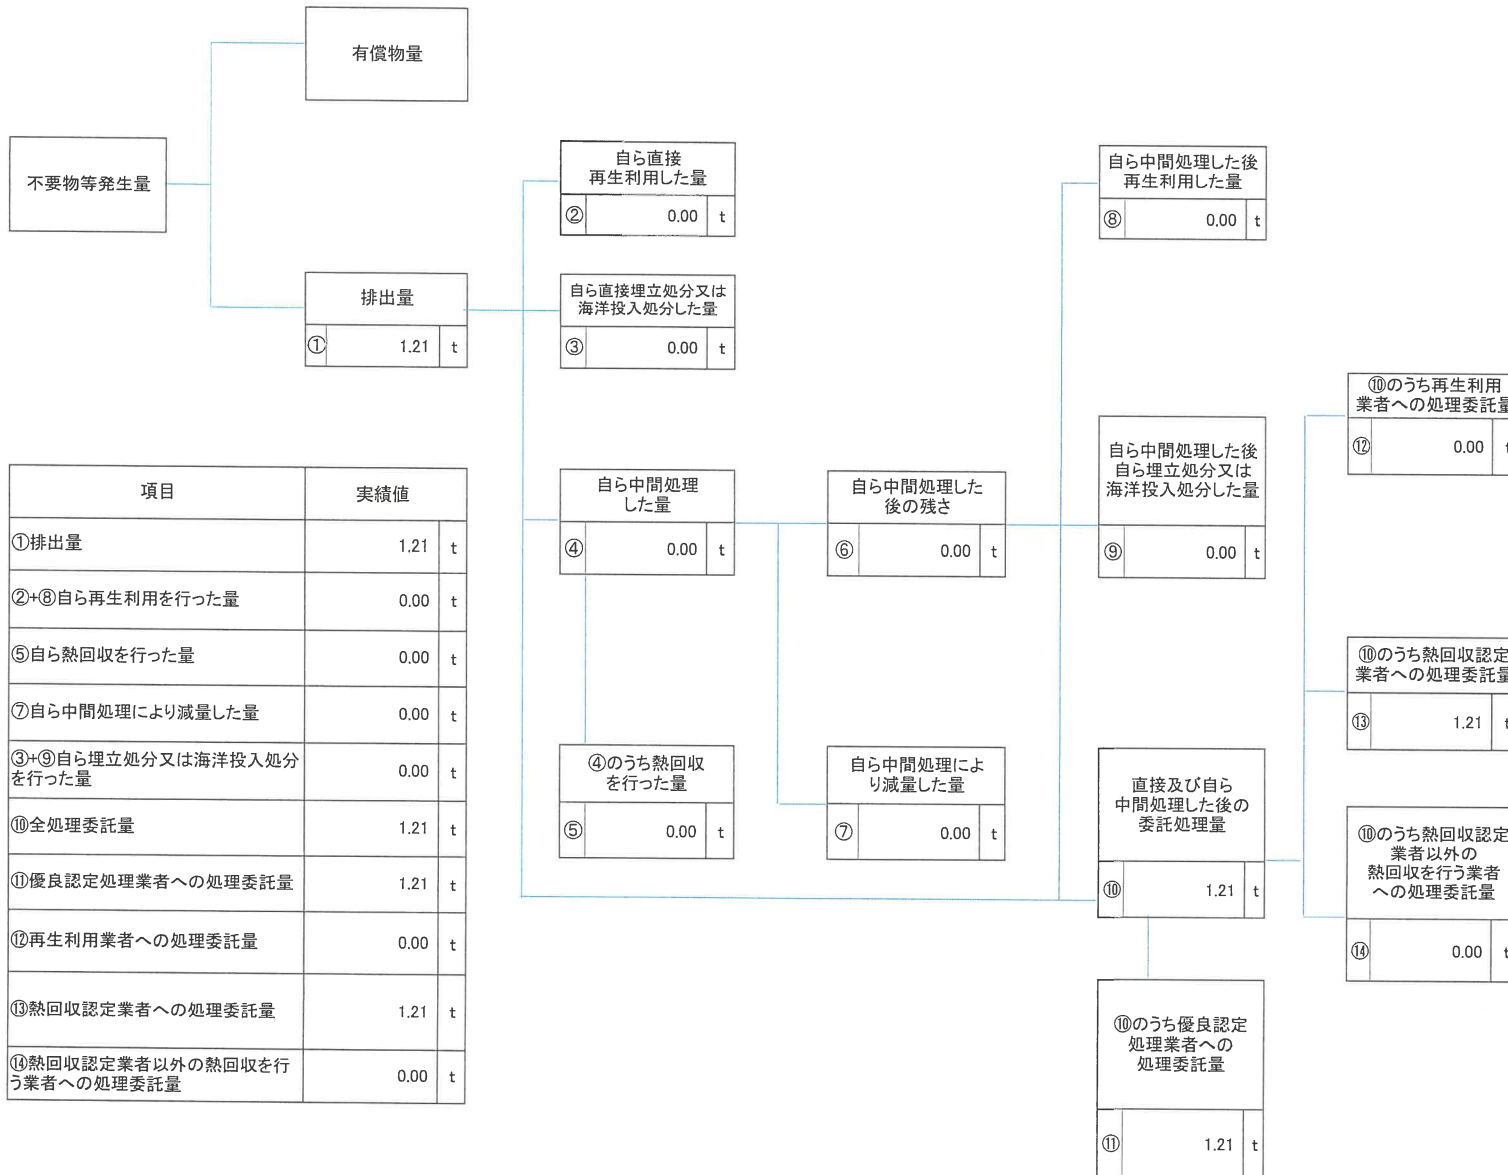 有償物量
不要物等発生量
排出量
① 1.21 t
自ら直接
再生利用した量
② 0.00 t
自ら直接埋立処分又は
海洋投入処分した量
③ 0.00 t
自ら中間処理
した量
④ 0.00 t
④のうち熱回収
を行った量
⑤ 0.00 t
自ら中間処理した
後の残さ
⑥ 0.00 t
自ら中間処理によ
り減量した量
⑦ 0.00 t
自ら中間処理した後
再生利用した量
⑧ 0.00 t
自ら中間処理した後
自ら埋立処分又は
海洋投入処分した量
⑨ 0.00 t
直接及び自ら
中間処理した後の
委託処理量
⑩ 1.21 t
⑩のうち優良認定
処理業者への
処理委託量
⑪ 1.21 t
⑩のうち再生利用
業者への処理委託量
⑫ 0.00 t
⑩のうち熱回収認定
業者への処理委託量
⑬ 1.21 t
⑩のうち熱回収認定
業者以外の
熱回収を行う業者
への処理委託量
⑭ 0.00 t
項目 実績値
①排出量 1.21 t
②+⑧自ら再生利用を行った量 0.00 t
⑤自ら熱回収を行った量 0.00 t
⑦自ら中間処理により減量した量 0.00 t
③+⑨自ら埋立処分又は海洋投入処分
を行った量 0.00 t
⑩全処理委託量 1.21 t
⑪優良認定処理業者への処理委託量 1.21 t
⑫再生利用業者への処理委託量 0.00 t
⑬熱回収認定業者への処理委託量 1.21 t
⑭熱回収認定業者以外の熱回収を行
う業者への処理委託量 0.00 t